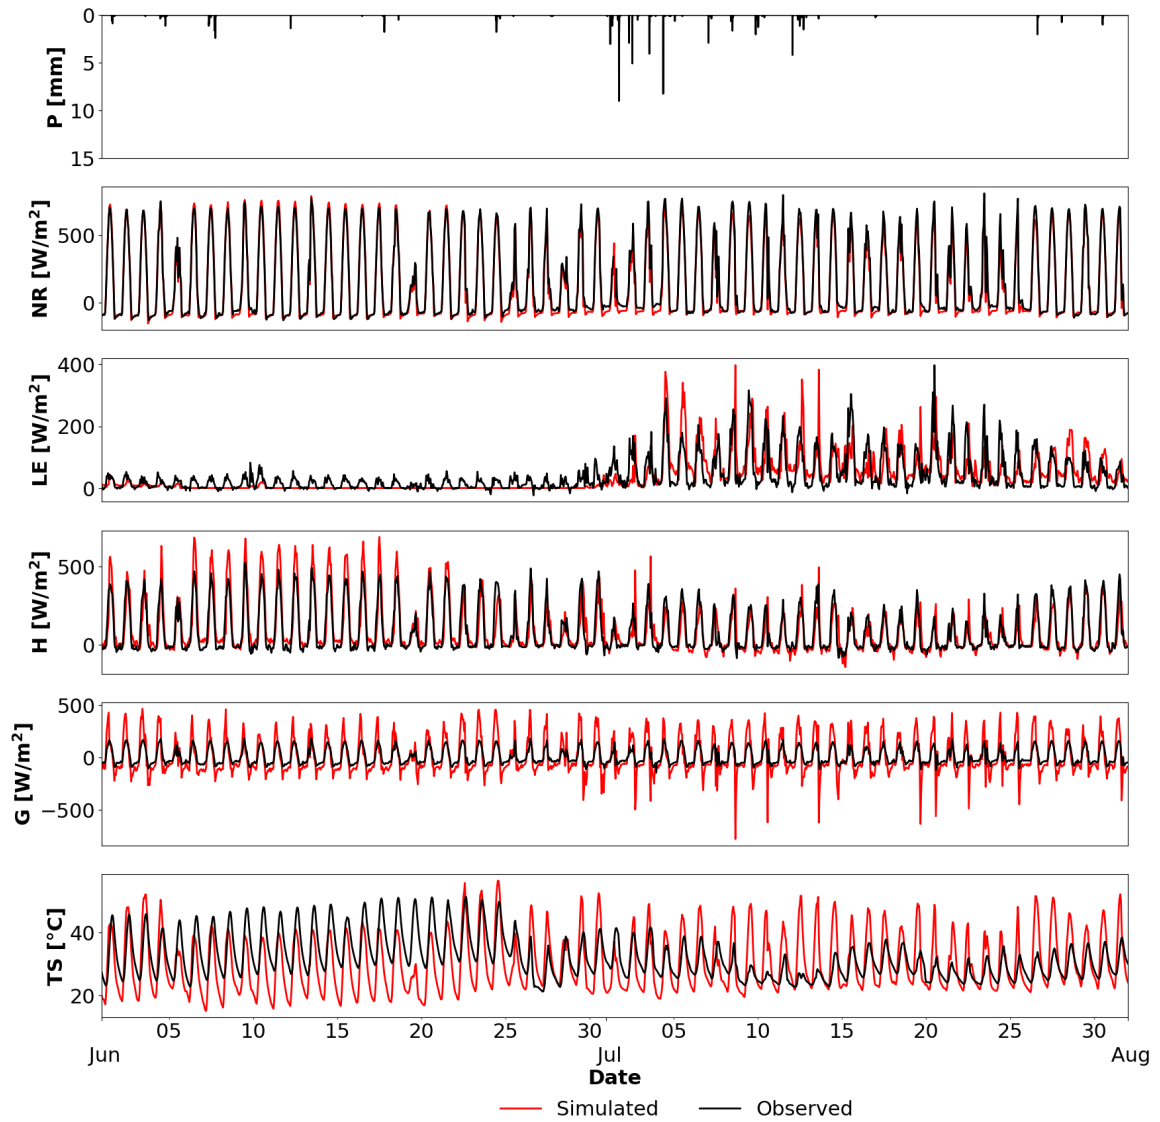 0
5
10
15
P [mm]
500
0
NR [W/m²]
400
200
0
LE [W/m²]
500
0
H [W/m²]
500
0
−500
G [W/m²]
40
20
TS [°C]
05 10 15 20 25 30 05 10 15 20 25 30
Jun Jul Aug
Date
Simulated Observed